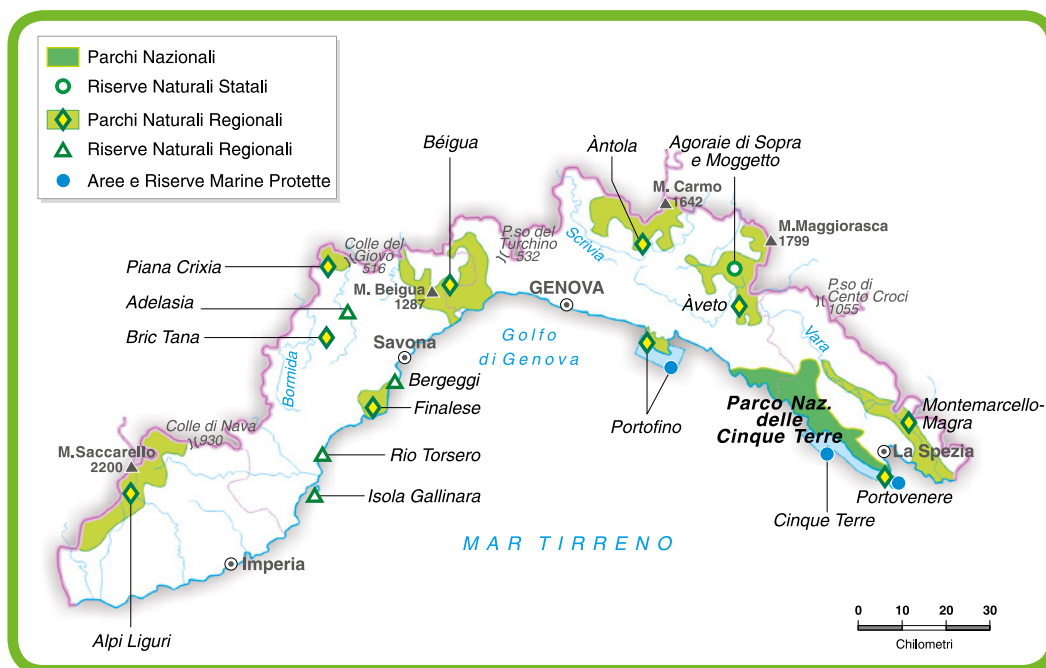 Parchi Nazionali
Riserve Naturali Statali
Parchi Naturali Regionali
Riserve Naturali Regionali
Aree e Riserve Marine Protette
Béigua
Àntola
Agoraie di Sopra
e Moggetto
M. Carmo
1642
M.Maggiorasca
1799
P.so del
Turchino
532
Scrivia
Colle del
Giovo
516
Piana Crixia
M. Beigua
1287
GENOVA
P.so di
Cento Croci
1055
Adelasia
Àveto
Bric Tana
Savona
Golfo
di Genova
Vara
Bormida
Bergeggi
Finalese
Portofino
Parco Naz.
delle
Cinque Terre
Montemarcello-
Magra
Colle di Nava
930
M.Saccarello
2200
Rio Torsero
La Spezia
Isola Gallinara
Portovenere
Cinque Terre
MAR TIRRENO
Imperia
Alpi Liguri
0 10 20 30
Chilometri